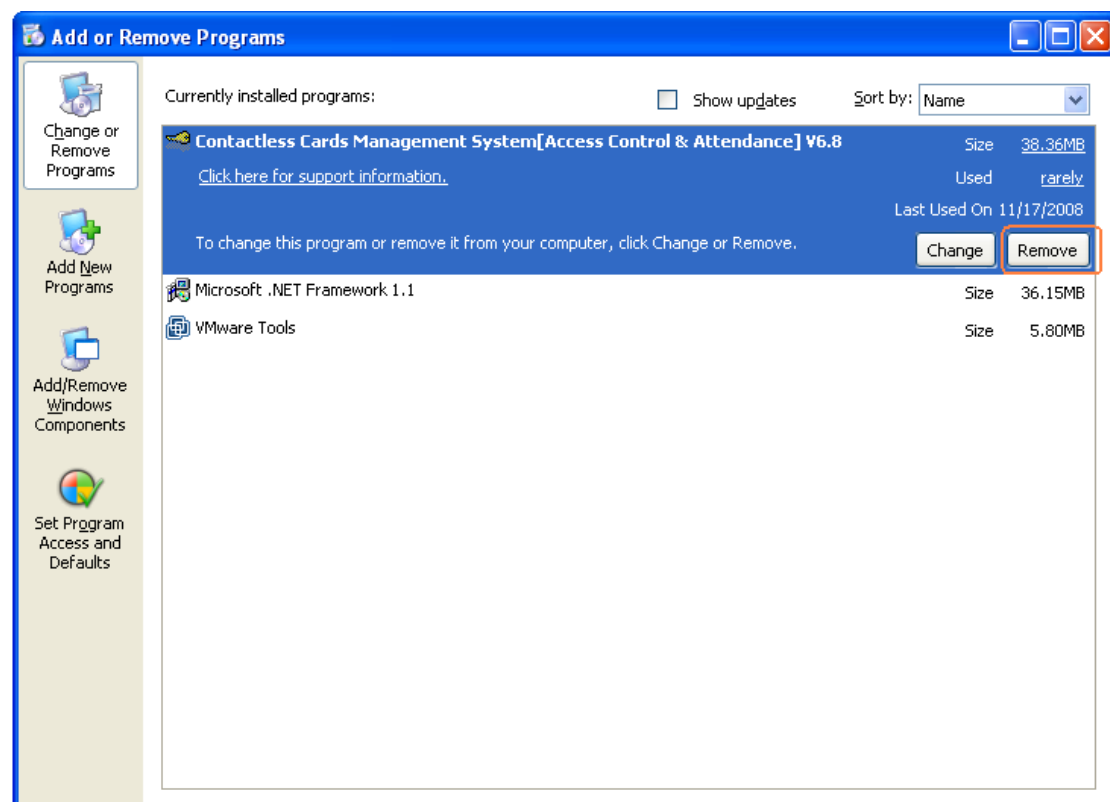 Add or Remove Programs
Change or
Remove
Programs
Add New
Programs
Add/Remove
Windows
Components
Set Program
Access and
Defaults
Currently installed programs:
Show updates
Sort by: Name
Contactless Cards Management System[Access Control & Attendance] V6.8
Size 38.36MB
Click here for support information.
Used rarely
Last Used On 11/17/2008
To change this program or remove it from your computer, click Change or Remove.
Change Remove
Microsoft .NET Framework 1.1 Size 36.15MB
VMware Tools Size 5.80MB